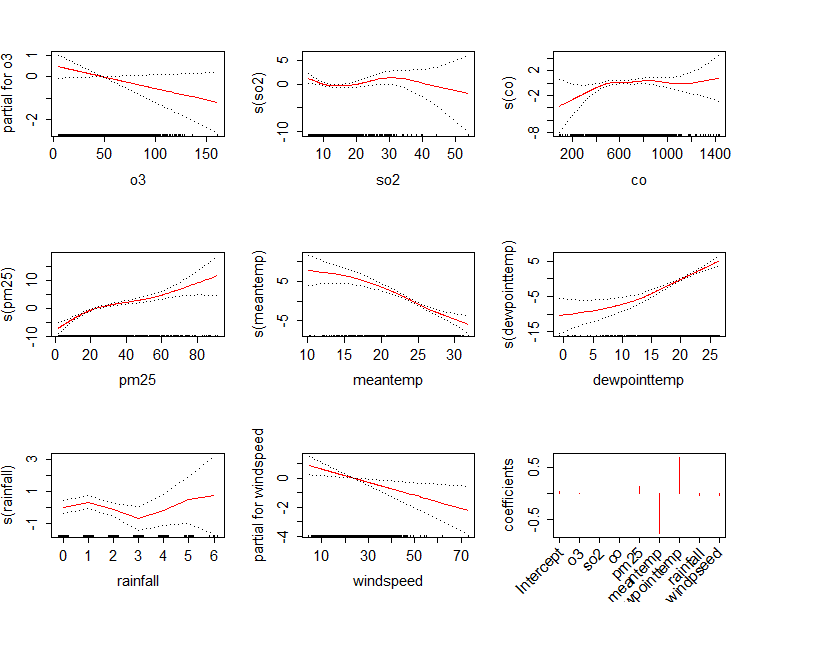 partial for o3
1
0
-2
0 50 100 150
o3
s(so2)
5
0
-10
10 20 30 40 50
so2
s(co)
2
-2
-8
200 600 1000 1400
co
s(pm25)
10
0
-10
0 20 40 60 80
pm25
s(meantemp)
5
-5
10 15 20 25 30
meantemp
s(dewpointtemp)
5
-5
-15
0 5 10 15 20 25
dewpointtemp
s(rainfall)
3
1
-1
0 1 2 3 4 5 6
rainfall
partial for windspeed
0
-2
-4
10 30 50 70
windspeed
coefficients
0.5
-0.5
Intercept
o3
so2
co
pm25
meantemp
wpointtemp
rainfall
windpseed